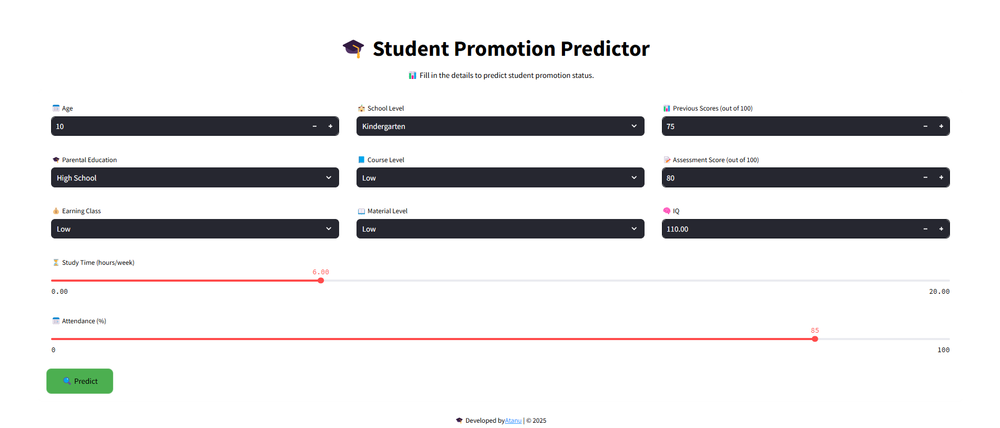 🎓 Student Promotion Predictor
📊 Fill in the details to predict student promotion status.
📅 Age
10 − +
🏫 School Level
Kindergarten
📊 Previous Scores (out of 100)
75 − +
🎓 Parental Education
High School
📘 Course Level
Low
📝 Assessment Score (out of 100)
80 − +
💰 Earning Class
Low
📖 Material Level
Low
🧠 IQ
110.00 − +
⏳ Study Time (hours/week)
6.00
0.00 20.00
📅 Attendance (%)
85
0 100
🔍 Predict
🎓 Developed byAtanu | © 2025